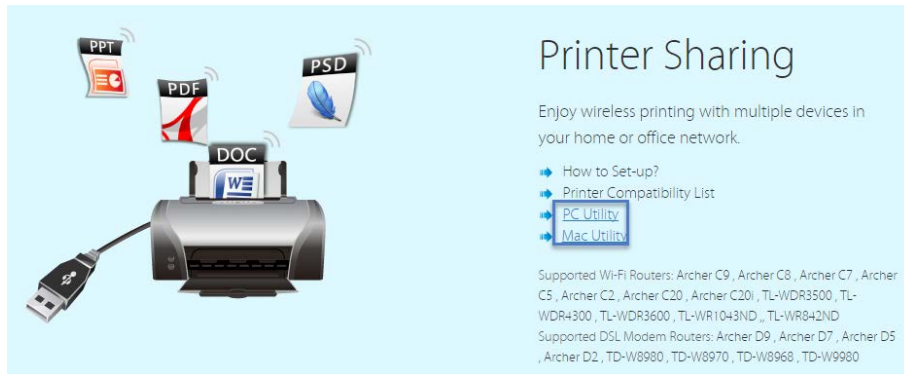 PPT
PDF
PSD
DOC
W
Printer Sharing
Enjoy wireless printing with multiple devices in
your home or office network.
How to Set-up?
Printer Compatibility List
PC Utility
Mac Utility
Supported Wi-Fi Routers: Archer C9 , Archer C8 , Archer C7 , Archer
C5 , Archer C2 , Archer C20 , Archer C20i , TL-WDR3500 , TL-
WDR4300 , TL-WDR3600 , TL-WR1043ND ,, TL-WR842ND
Supported DSL Modem Routers: Archer D9 , Archer D7 , Archer D5
, Archer D2 , TD-W8980 , TD-W8970 , TD-W8968 , TD-W9980